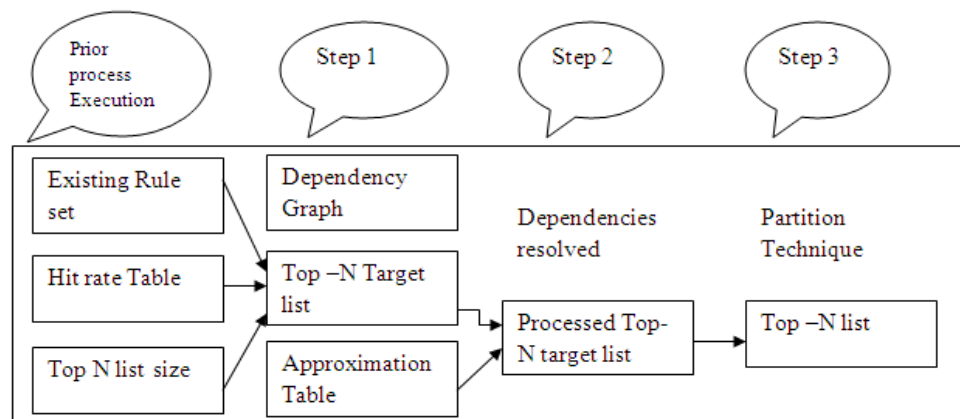 Prior
process
Execution
Step 1
Step 2
Step 3
Existing Rule
set
Hit rate Table
Top N list size
Dependency
Graph
Top –N Target
list
Approximation
Table
Dependencies
resolved
Processed Top-
N target list
Partition
Technique
Top –N list